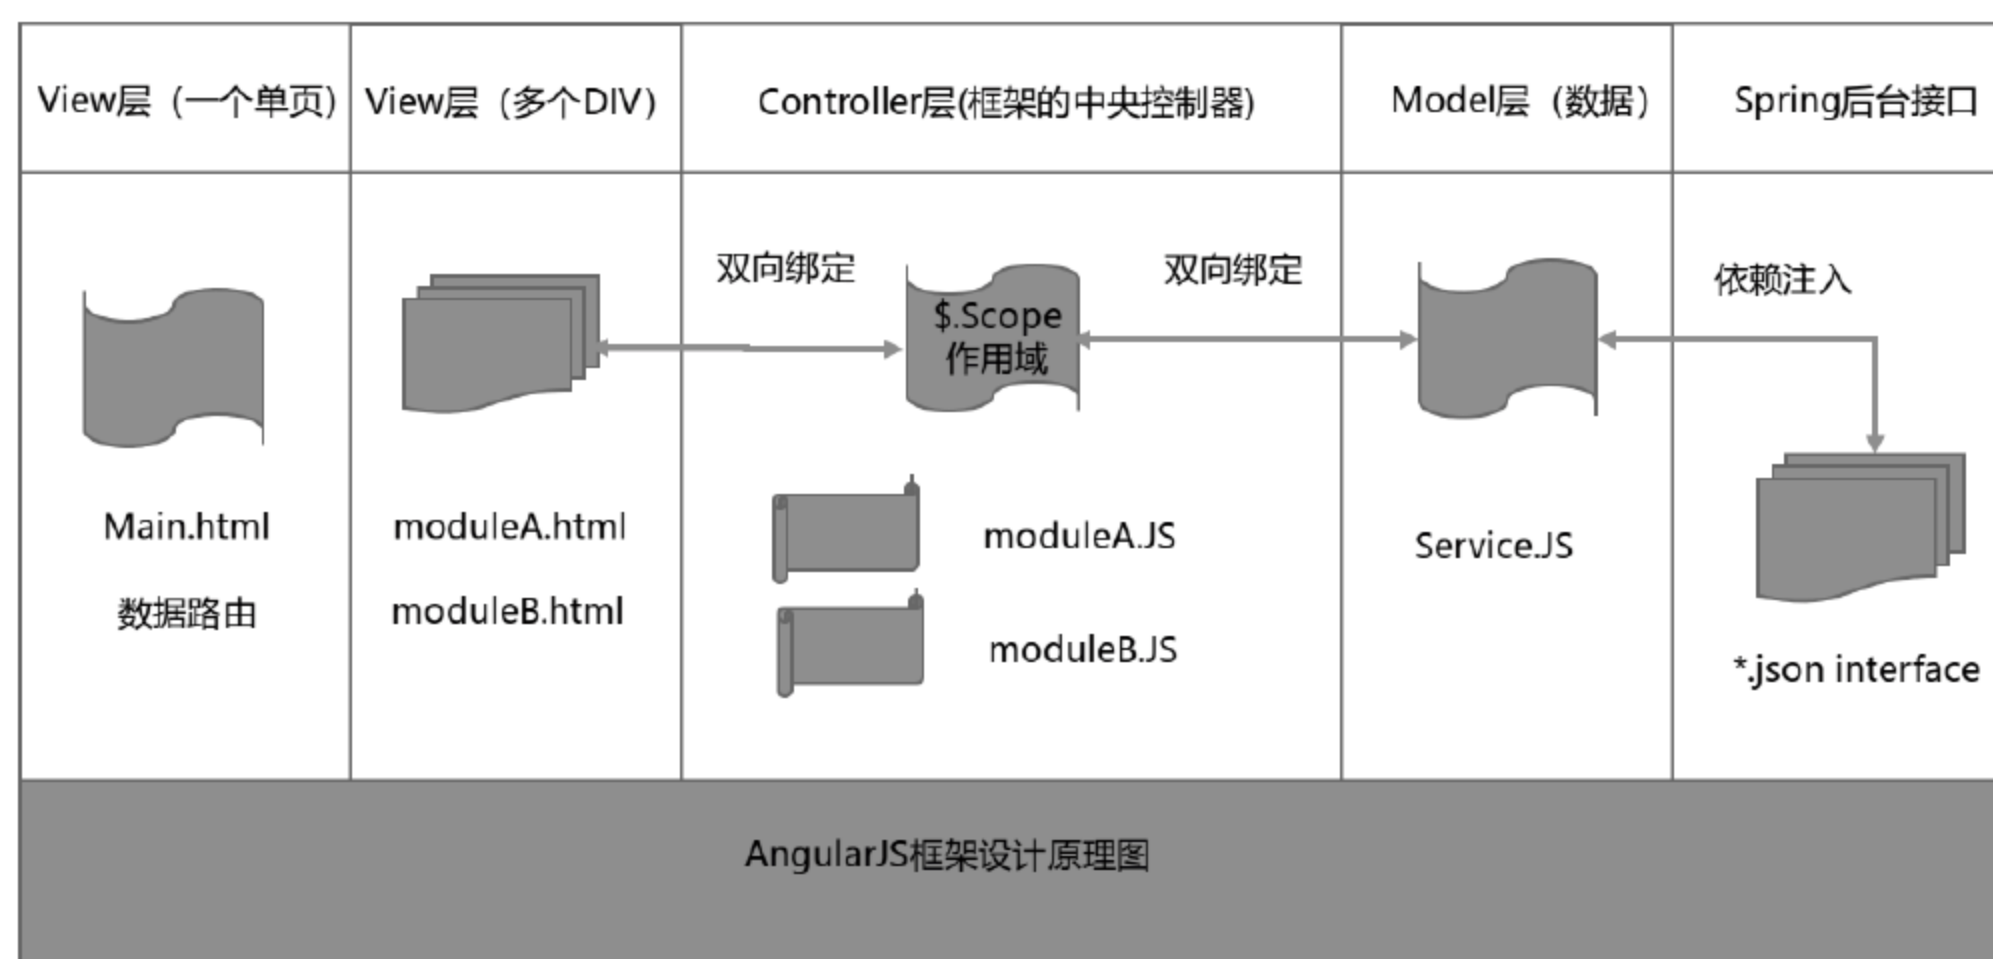 View层（一个单页)
View层（多个DIV）
Controller层(框架的中央控制器)
Model层（数据）
Spring后台接口
双向绑定
双向绑定
依赖注入
$.Scope
作用域
Main.html
数据路由
moduleA.html
moduleB.html
moduleA.JS
moduleB.JS
Service.JS
*.json interface
AngularJS框架设计原理图